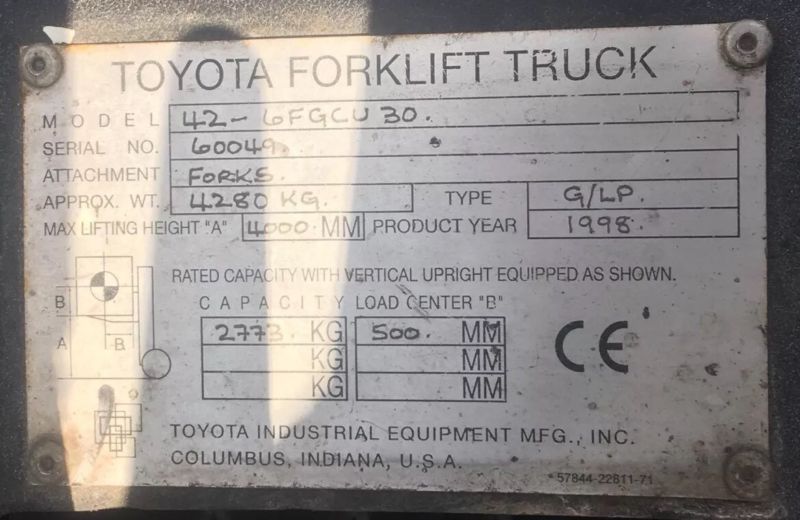 TOYOTA FORKLIFT TRUCK
MODEL 42-6FGCU30.
SERIAL NO. 60049.
ATTACHMENT FORKS.
APPROX. WT. 4280 KG. TYPE G/LP.
MAX LIFTING HEIGHT "A" 4000 MM PRODUCT YEAR 1998.
RATED CAPACITY WITH VERTICAL UPRIGHT EQUIPPED AS SHOWN.
CAPACITY LOAD CENTER "B"
B 2773. KG 500. MM CE
A B KG MM
KG MM
TOYOTA INDUSTRIAL EQUIPMENT MFG., INC.
COLUMBUS, INDIANA, U.S.A.
57844-22811-71